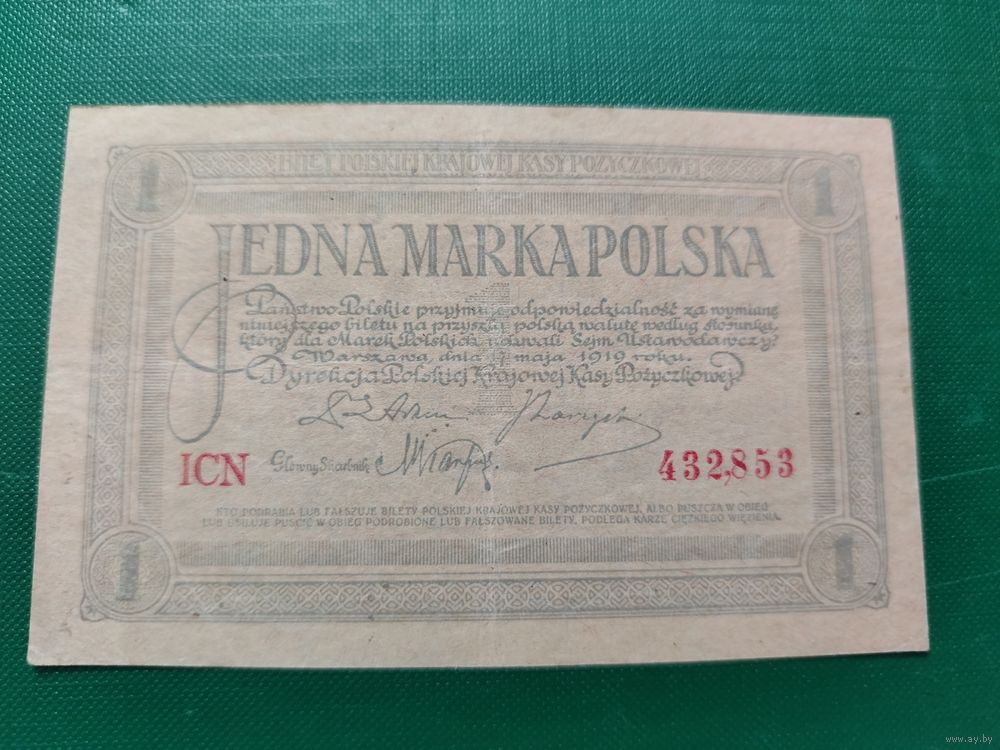 BILET POLSKIEJ KRAJOWEJ KASY POŻYCZKOWEJ
1 1
JEDNA MARKA POLSKA
Państwo Polskie przyjmuje odpowiedzialność za wymianę
niniejszego biletu na przyszłą polską walutę według stosunku,
który dla Marek Polskich uchwali Sejm Ustawodawczy.
Warszawa, dnia 17 maja 1919 roku.
Dyrekcja Polskiej Krajowej Kasy Pożyczkowej
1
ICN Główny Skarbnik 432,853
KTO PODRABIA LUB FAŁSZUJE BILETY POLSKIEJ KRAJOWEJ KASY POŻYCZKOWEJ, ALBO PUSZCZA W OBIEG
LUB USIŁUJE PUŚCIĆ W OBIEG PODROBIONE LUB FAŁSZOWANE BILETY, PODLEGA KARZE CIĘŻKIEGO WIĘZIENIA.
1 1
www.ay.by